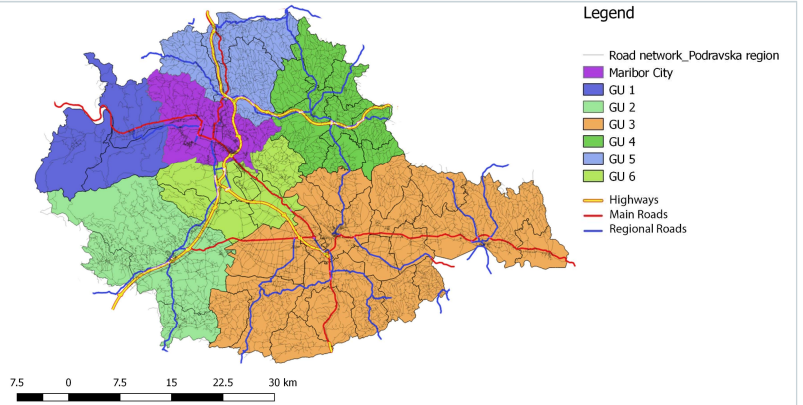 Legend
Road network_Podravska region
Maribor City
GU 1
GU 2
GU 3
GU 4
GU 5
GU 6
Highways
Main Roads
Regional Roads
7.5 0 7.5 15 22.5 30 km